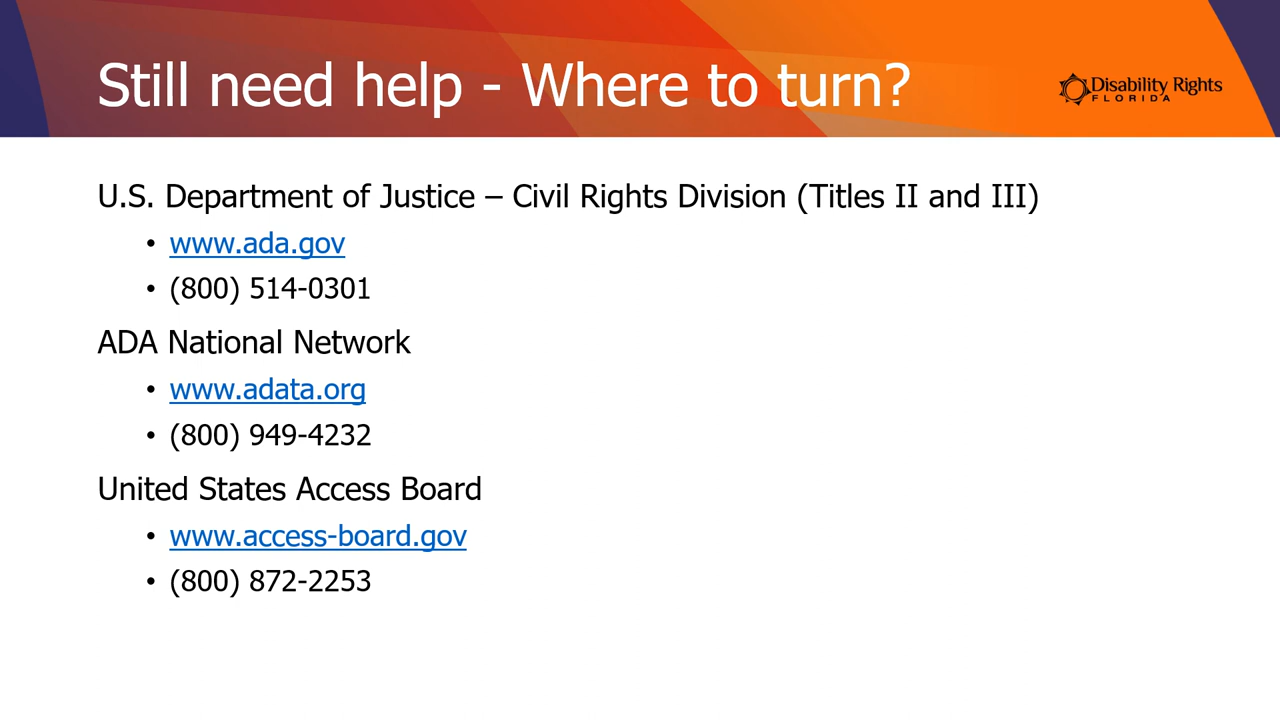 Still need help - Where to turn?
Disability Rights
FLORIDA
U.S. Department of Justice – Civil Rights Division (Titles II and III)
• www.ada.gov
• (800) 514-0301
ADA National Network
• www.adata.org
• (800) 949-4232
United States Access Board
• www.access-board.gov
• (800) 872-2253